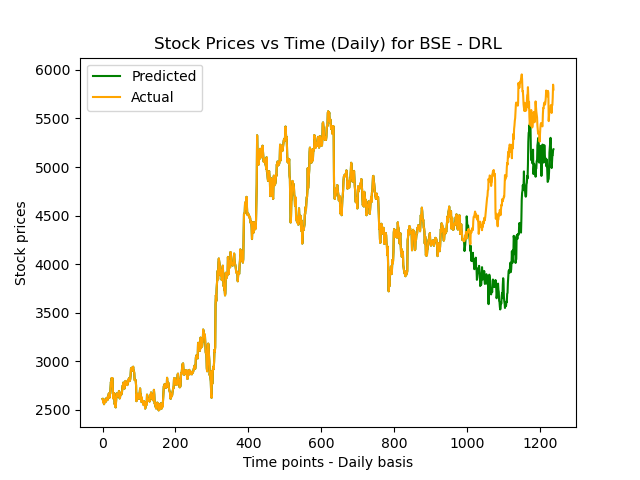 Stock Prices vs Time (Daily) for BSE - DRL
Predicted
Actual
6000
5500
5000
4500
4000
3500
3000
2500
Stock prices
0 200 400 600 800 1000 1200
Time points - Daily basis